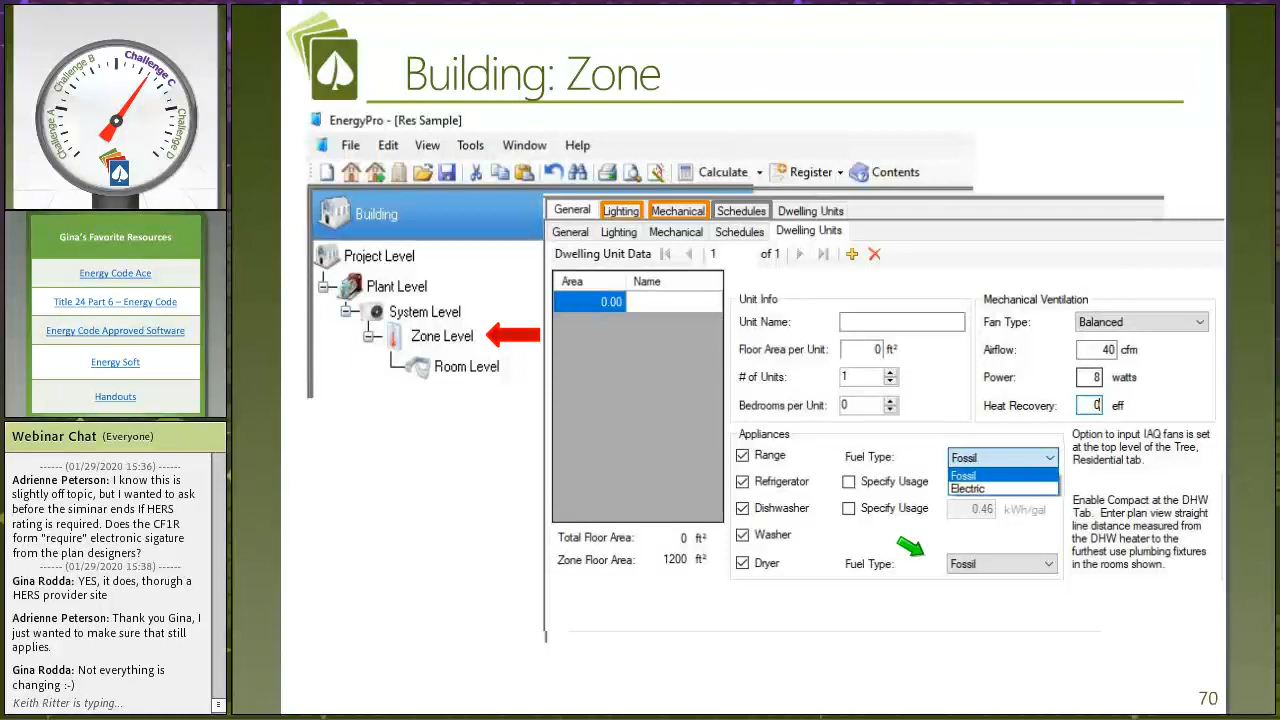 Challenge A
Challenge B
Challenge C
Challenge D
Gina's Favorite Resources
Energy Code Ace
Title 24 Part 6 – Energy Code
Energy Code Approved Software
Energy Soft
Handouts
Webinar Chat (Everyone)
------ (01/29/2020 15:36) ------
Adrienne Peterson: I know this is
slightly off topic, but I wanted to ask
before the siminar ends If HERS
rating is required. Does the CF1R
form "require" electronic sigature
from the plan designers?
------ (01/29/2020 15:38) ------
Gina Rodda: YES, it does, thorugh a
HERS provider site
Adrienne Peterson: Thank you Gina, I
just wanted to make sure that still
applies.
Gina Rodda: Not everything is
changing :-)
Keith Ritter is typing...
Building: Zone
EnergyPro - [Res Sample]
File Edit View Tools Window Help
Calculate Register Contents
Building
Project Level
Plant Level
System Level
Zone Level
Room Level
General Lighting Mechanical Schedules Dwelling Units
General Lighting Mechanical Schedules Dwelling Units
Dwelling Unit Data 1 of 1
Area Name
0.00
Total Floor Area: 0 ft²
Zone Floor Area: 1200 ft²
Unit Info
Unit Name:
Floor Area per Unit: 0 ft²
# of Units: 1
Bedrooms per Unit: 0
Mechanical Ventilation
Fan Type: Balanced
Airflow: 40 cfm
Power: 8 watts
Heat Recovery: 0 eff
Appliances
Range Fuel Type: Fossil
Fossil
Electric
Refrigerator Specify Usage
Dishwasher Specify Usage 0.46 kWh/gal
Washer
Dryer Fuel Type: Fossil
Option to input IAQ fans is set
at the top level of the Tree,
Residential tab.
Enable Compact at the DHW
Tab. Enter plan view straight
line distance measured from
the DHW heater to the
furthest use plumbing fixtures
in the rooms shown.
70